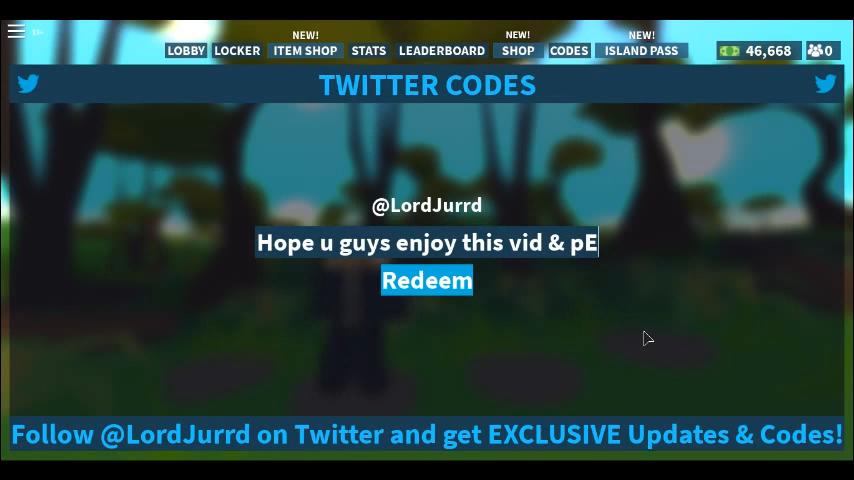 13+
NEW! NEW! NEW!
LOBBY LOCKER ITEM SHOP STATS LEADERBOARD SHOP CODES ISLAND PASS 46,668 0
TWITTER CODES
@LordJurrd
Hope u guys enjoy this vid & pE
Redeem
Follow @LordJurrd on Twitter and get EXCLUSIVE Updates & Codes!